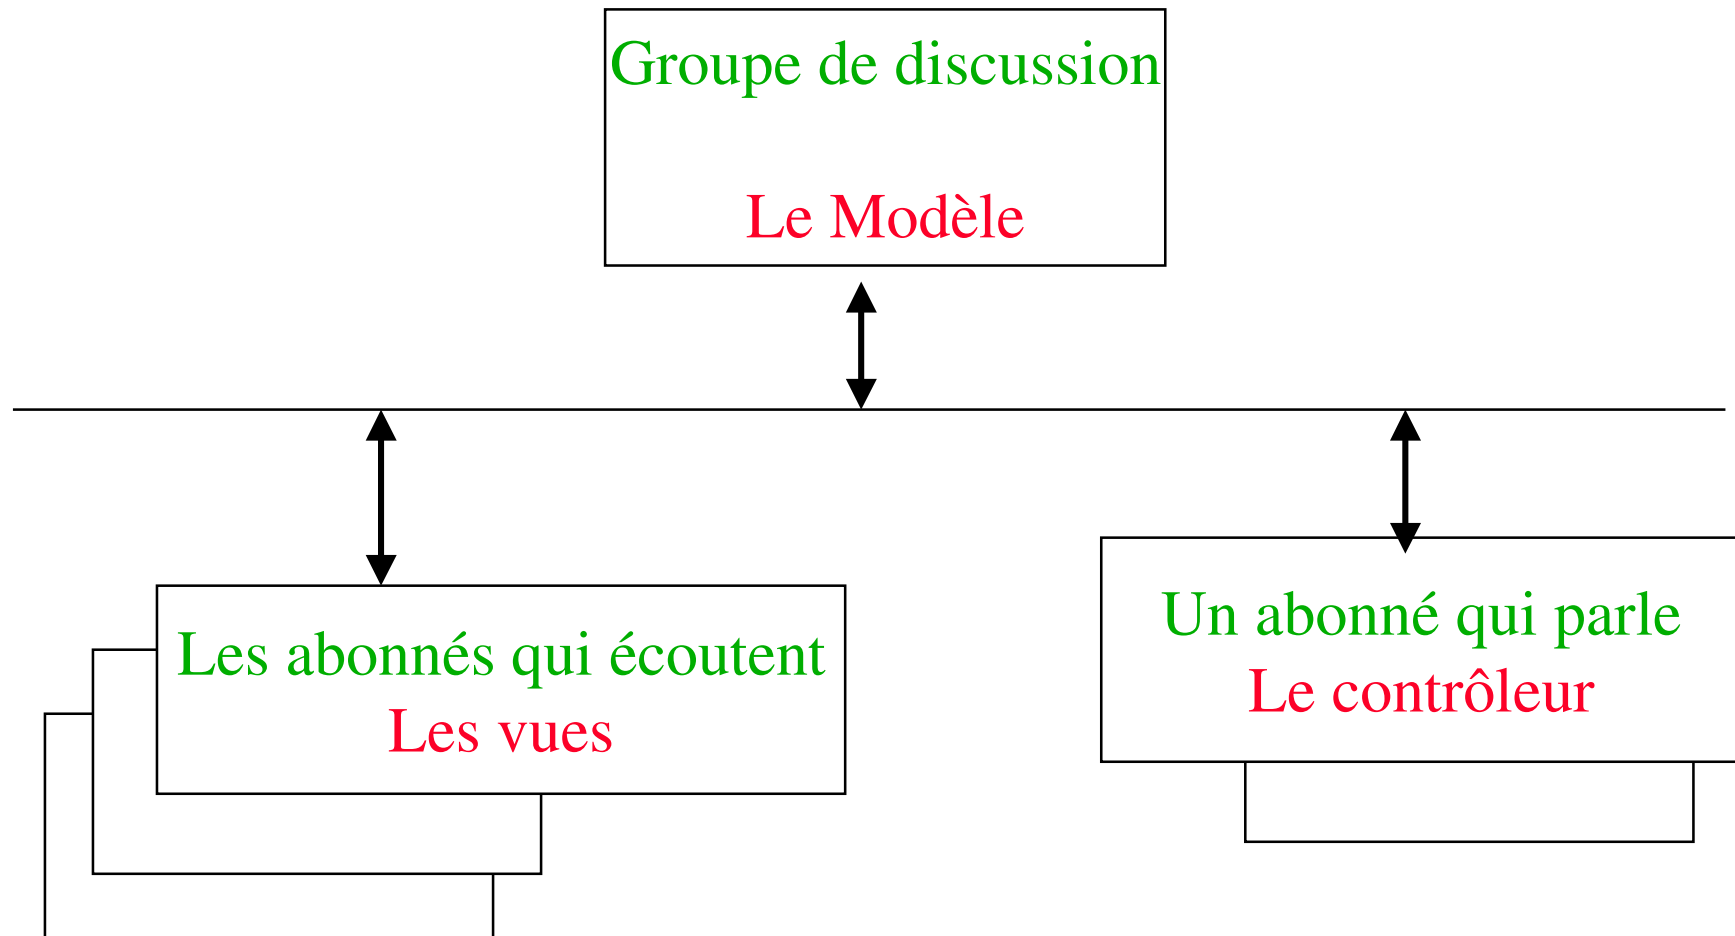 Groupe de discussion
Le Modèle
Les abonnés qui écoutent
Les vues
Un abonné qui parle
Le contrôleur